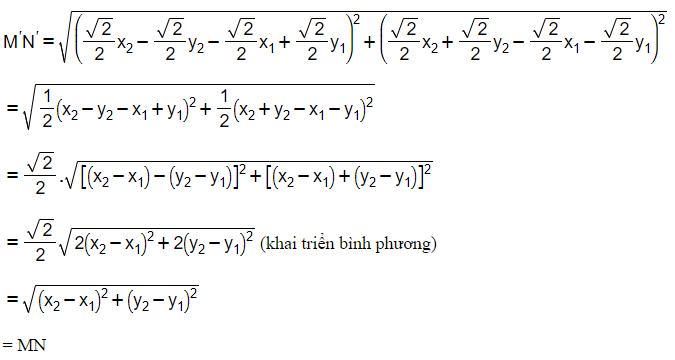 M'N' = √((√2/2 x₂ − √2/2 y₂ − √2/2 x₁ + √2/2 y₁)² + (√2/2 x₂ + √2/2 y₂ − √2/2 x₁ − √2/2 y₁)²)
= √(1/2 (x₂ − y₂ − x₁ + y₁)² + 1/2 (x₂ + y₂ − x₁ − y₁)²)
= √2/2 . √([(x₂ − x₁) − (y₂ − y₁)]² + [(x₂ − x₁) + (y₂ − y₁)]²)
= √2/2 √(2(x₂ − x₁)² + 2(y₂ − y₁)²) (khai triển bình phương)
= √((x₂ − x₁)² + (y₂ − y₁)²)
= MN